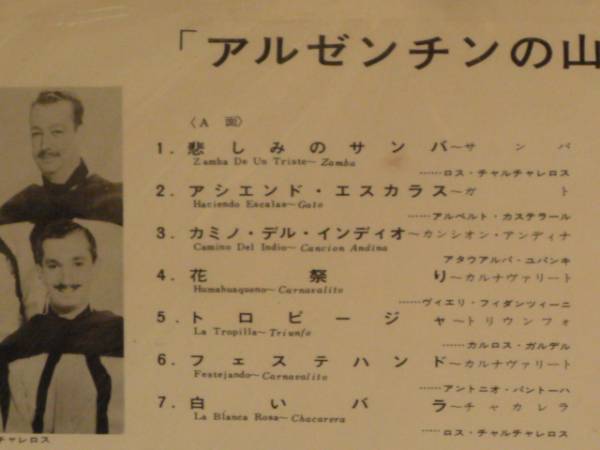 「アルゼンチンの山
〈A 面〉
1. 悲しみのサンバ〜サンバ
Zamba De Un Triste〜 Zamba
……ロス・チャルチャレロス
2. アシエンド・エスカラス〜ガト
Haciendo Escalas〜 Gato
……アルベルト・カステラール
3. カミノ・デル・インディオ〜カンシオン・アンディナ
Camino Del Indio〜 Cancion Andina
アタウアルパ・ユパンキ
4. 花祭り〜カルナヴァリート
Humahuaqueno〜 Carnavalito
……ヴィエリ・フィダンツィーニ
5. トロピージャ〜トリウンフォ
La Tropilla〜 Triunfo
……カルロス・ガルデル
6. フェステハンド〜カルナヴァリート
Festejando〜 Carnavalito
……アントニオ・パントーハ
7. 白いバラ〜チャカレラ
La Blanca Rosa〜 Chacarera
……ロス・チャルチャレロス
チャレロス